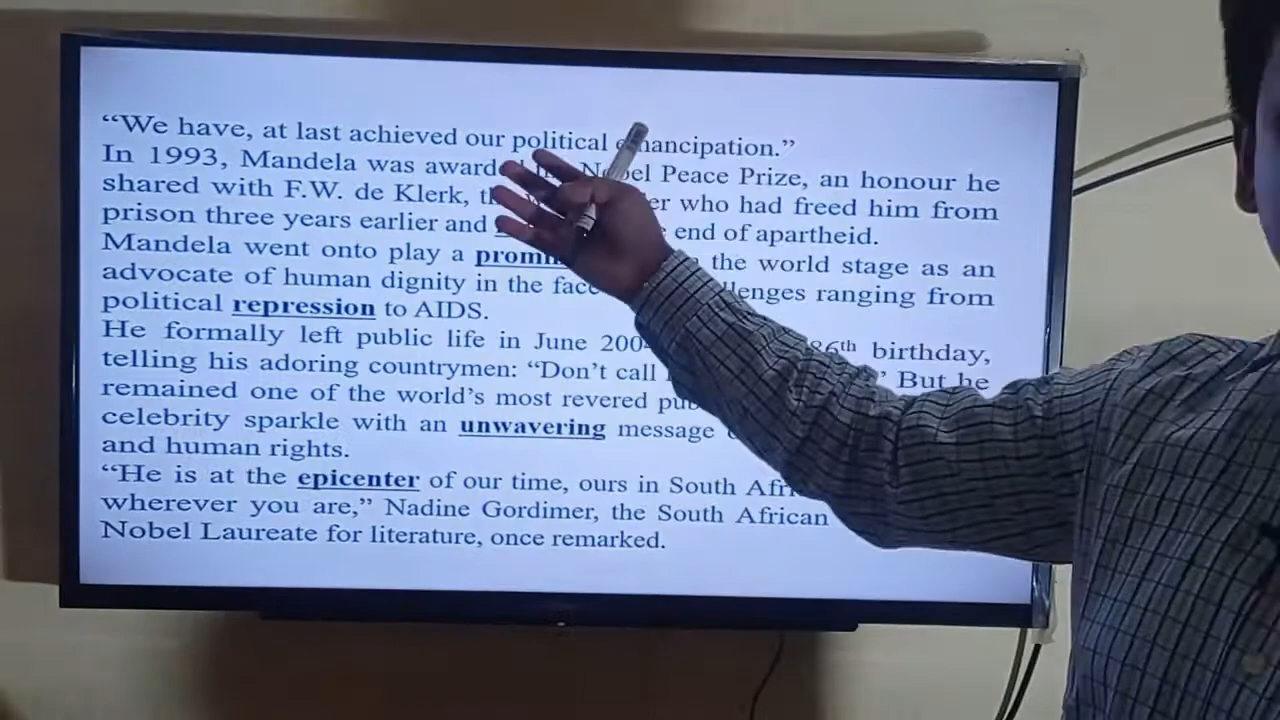 “We have, at last achieved our political emancipation.”
In 1993, Mandela was awarded Nobel Peace Prize, an honour he
shared with F.W. de Klerk, who had freed him from
prison three years earlier and end of apartheid.
Mandela went onto play a the world stage as an
advocate of human dignity in the face ranging from
political repression to AIDS.
He formally left public life in June 86th birthday,
telling his adoring countrymen: “Don’t call But he
remained one of the world’s most revered
celebrity sparkle with an unwavering message
and human rights.
“He is at the epicenter of our time, ours in South
wherever you are,” Nadine Gordimer, the South African
Nobel Laureate for literature, once remarked.